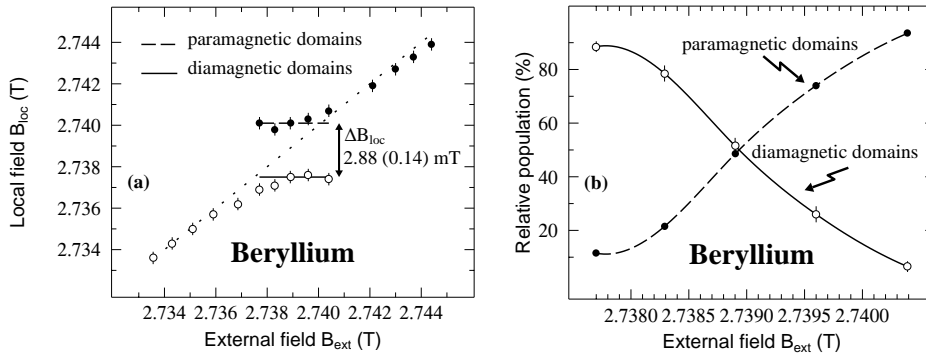 2.744
2.742
2.740
2.738
2.736
2.734
Local field B_loc (T)
paramagnetic domains
diamagnetic domains
ΔB_loc
2.88 (0.14) mT
(a)
Beryllium
2.734 2.736 2.738 2.740 2.742 2.744
External field B_ext (T)
80
60
40
20
Relative population (%)
paramagnetic domains
diamagnetic domains
(b)
Beryllium
2.7380 2.7385 2.7390 2.7395 2.7400
External field B_ext (T)